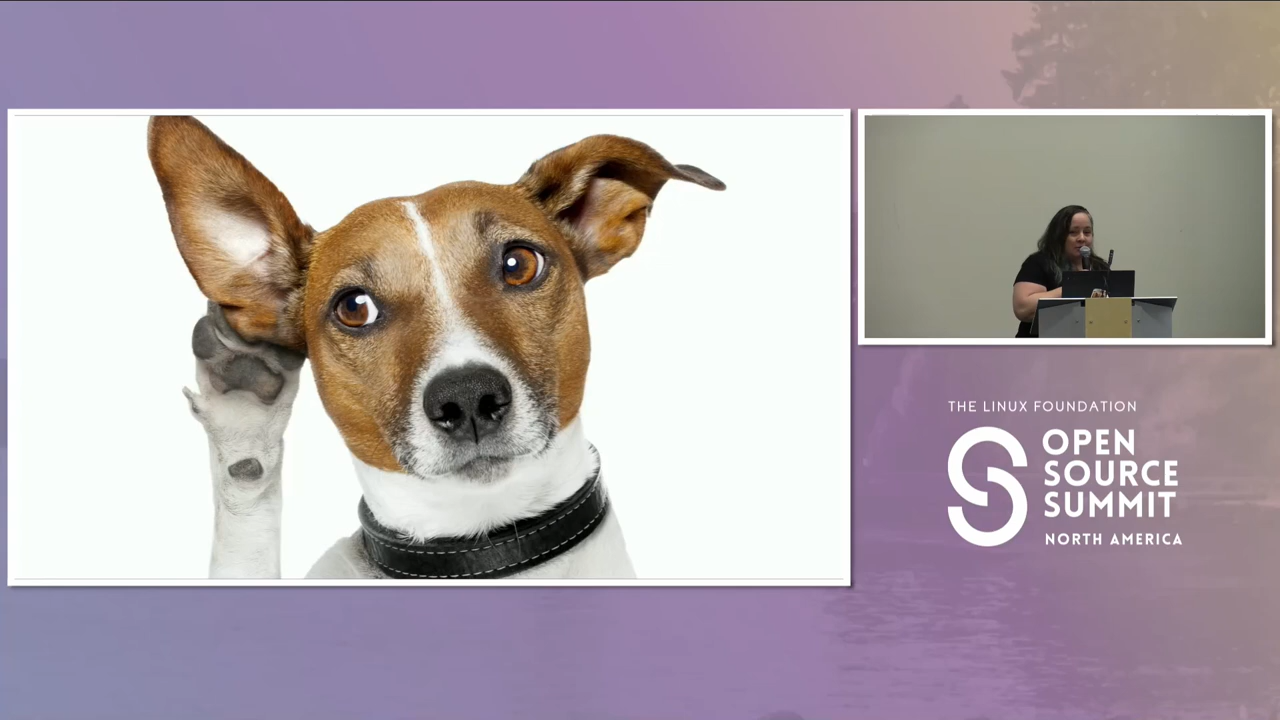 THE LINUX FOUNDATION
OPEN
SOURCE
SUMMIT
NORTH AMERICA